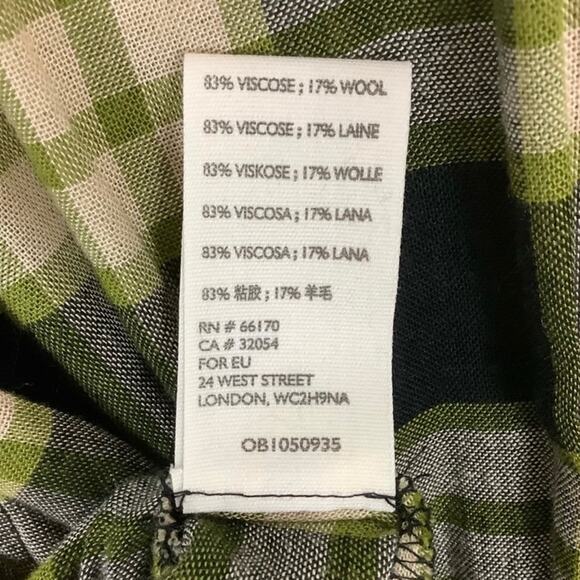 83% VISCOSE ; 17% WOOL
83% VISCOSE ; 17% LAINE
83% VISKOSE ; 17% WOLLE
83% VISCOSA ; 17% LANA
83% VISCOSA ; 17% LANA
83% 粘胶 ; 17% 羊毛
RN # 66170
CA # 32054
FOR EU
24 WEST STREET
LONDON, WC2H9NA
OB1050935